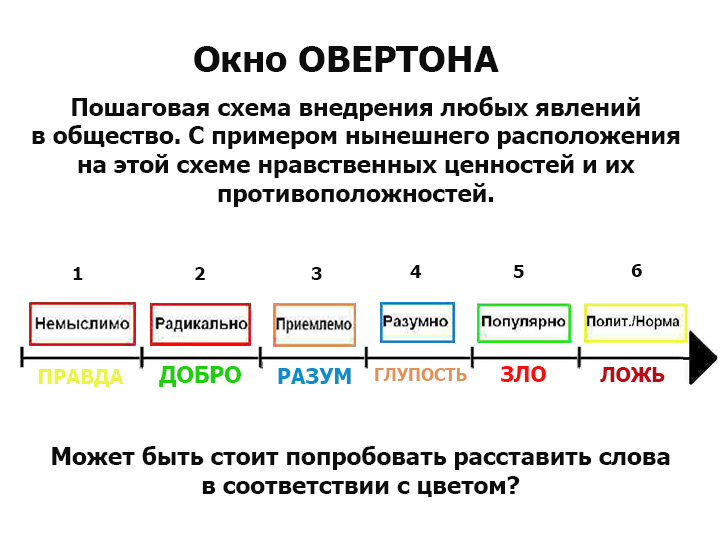 Окно ОВЕРТОНА
Пошаговая схема внедрения любых явлений
в общество. С примером нынешнего расположения
на этой схеме нравственных ценностей и их
противоположностей.
1 2 3 4 5 6
Немыслимо Радикально Приемлемо Разумно Популярно Полит./Норма
ПРАВДА ДОБРО РАЗУМ ГЛУПОСТЬ ЗЛО ЛОЖЬ
Может быть стоит попробовать расставить слова
в соответствии с цветом?